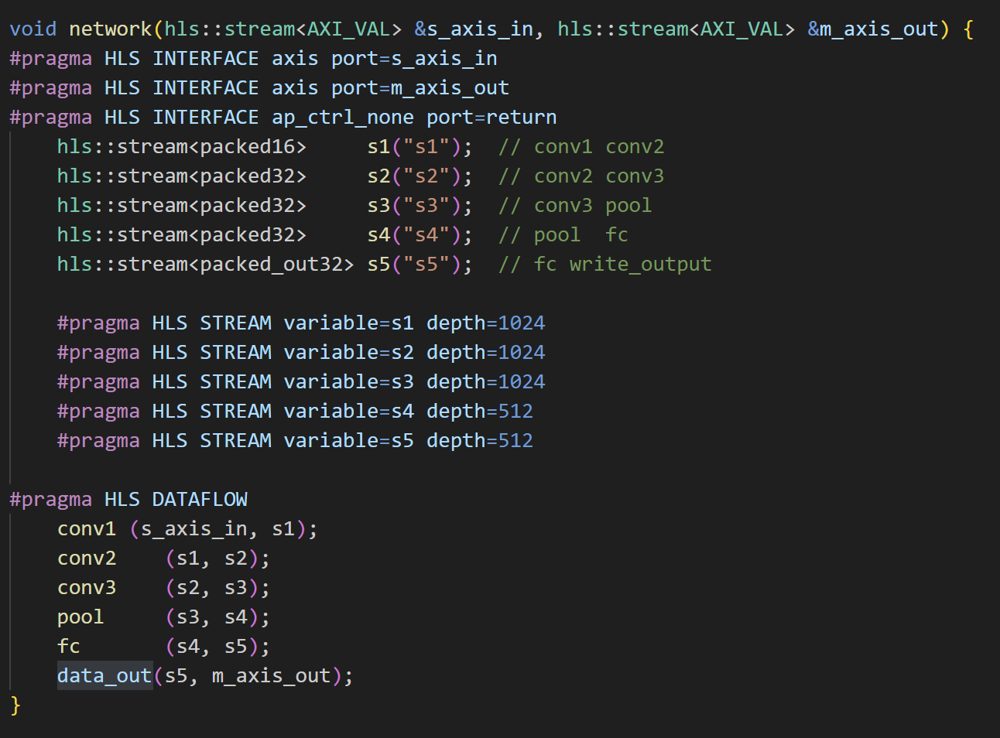 void network(hls::stream<AXI_VAL> &s_axis_in, hls::stream<AXI_VAL> &m_axis_out) {
#pragma HLS INTERFACE axis port=s_axis_in
#pragma HLS INTERFACE axis port=m_axis_out
#pragma HLS INTERFACE ap_ctrl_none port=return
    hls::stream<packed16>     s1("s1");  // conv1 conv2
    hls::stream<packed32>     s2("s2");  // conv2 conv3
    hls::stream<packed32>     s3("s3");  // conv3 pool
    hls::stream<packed32>     s4("s4");  // pool  fc
    hls::stream<packed_out32> s5("s5");  // fc write_output

    #pragma HLS STREAM variable=s1 depth=1024
    #pragma HLS STREAM variable=s2 depth=1024
    #pragma HLS STREAM variable=s3 depth=1024
    #pragma HLS STREAM variable=s4 depth=512
    #pragma HLS STREAM variable=s5 depth=512

#pragma HLS DATAFLOW
    conv1 (s_axis_in, s1);
    conv2    (s1, s2);
    conv3    (s2, s3);
    pool     (s3, s4);
    fc       (s4, s5);
    data_out(s5, m_axis_out);
}